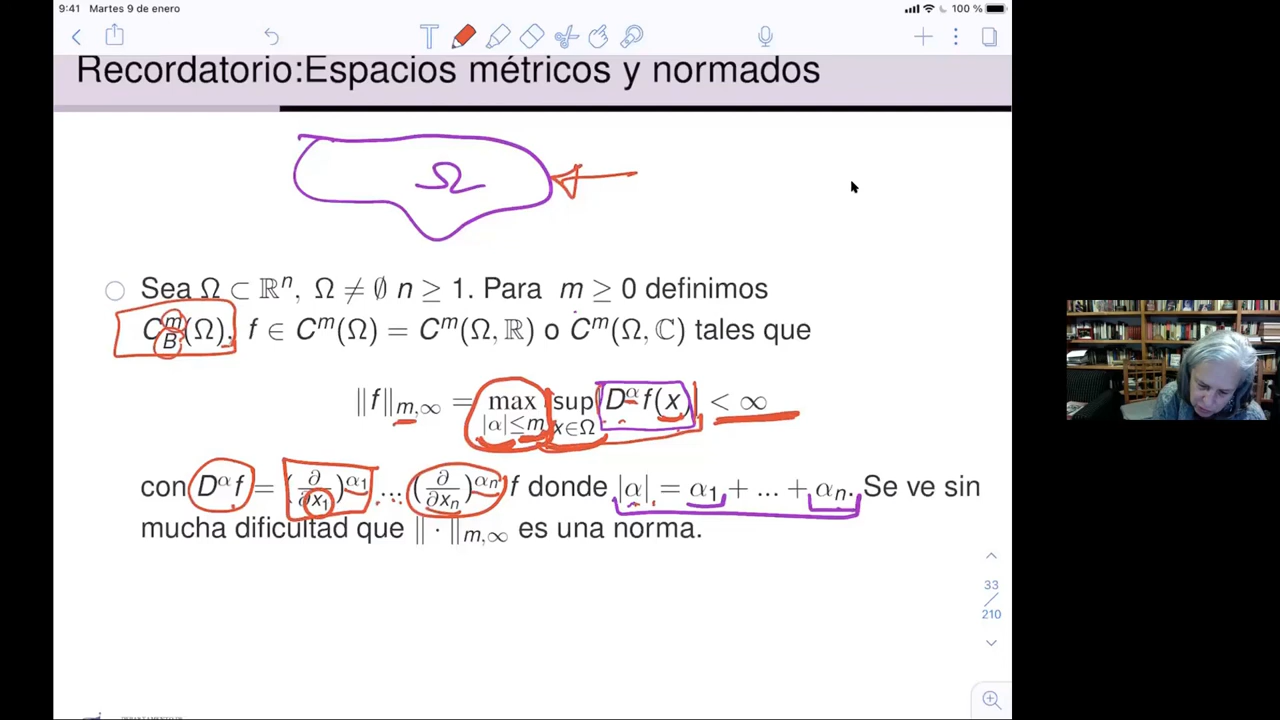 9:41 Martes 9 de enero
100 %
Recordatorio:Espacios métricos y normados
Ω
Sea Ω ⊂ ℝⁿ, Ω ≠ ∅ n ≥ 1. Para m ≥ 0 definimos
C_B^m(Ω). f ∈ C^m(Ω) = C^m(Ω, ℝ) o C^m(Ω, ℂ) tales que
‖f‖_{m,∞} = max_{|α|≤m} sup_{x∈Ω} |D^α f(x)| < ∞
con D^α f = (∂/∂x₁)^{α₁} ... (∂/∂xₙ)^{αₙ} f donde |α| = α₁ + ... + αₙ. Se ve sin
mucha dificultad que ‖ · ‖_{m,∞} es una norma.
33
210